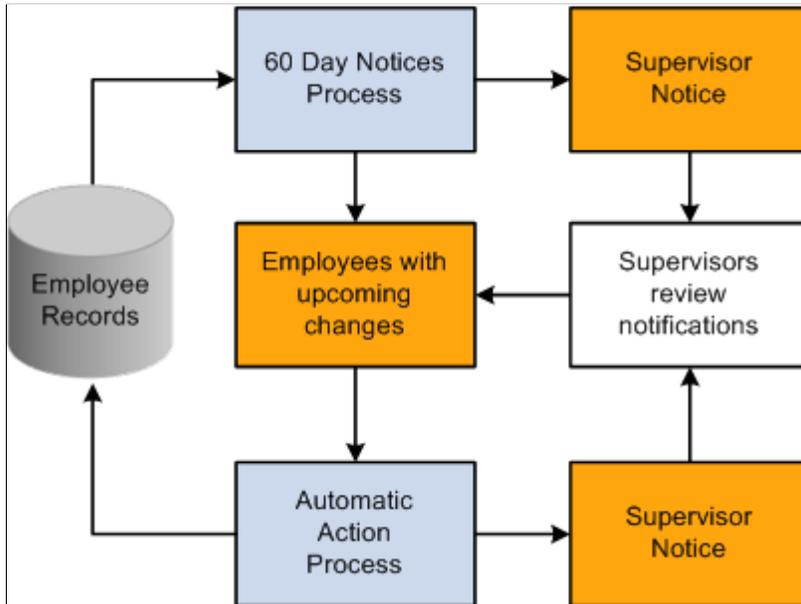 60 Day Notices
Process
Supervisor
Notice
Employee
Records
Employees with
upcoming
changes
Supervisors
review
notifications
Automatic
Action
Process
Supervisor
Notice